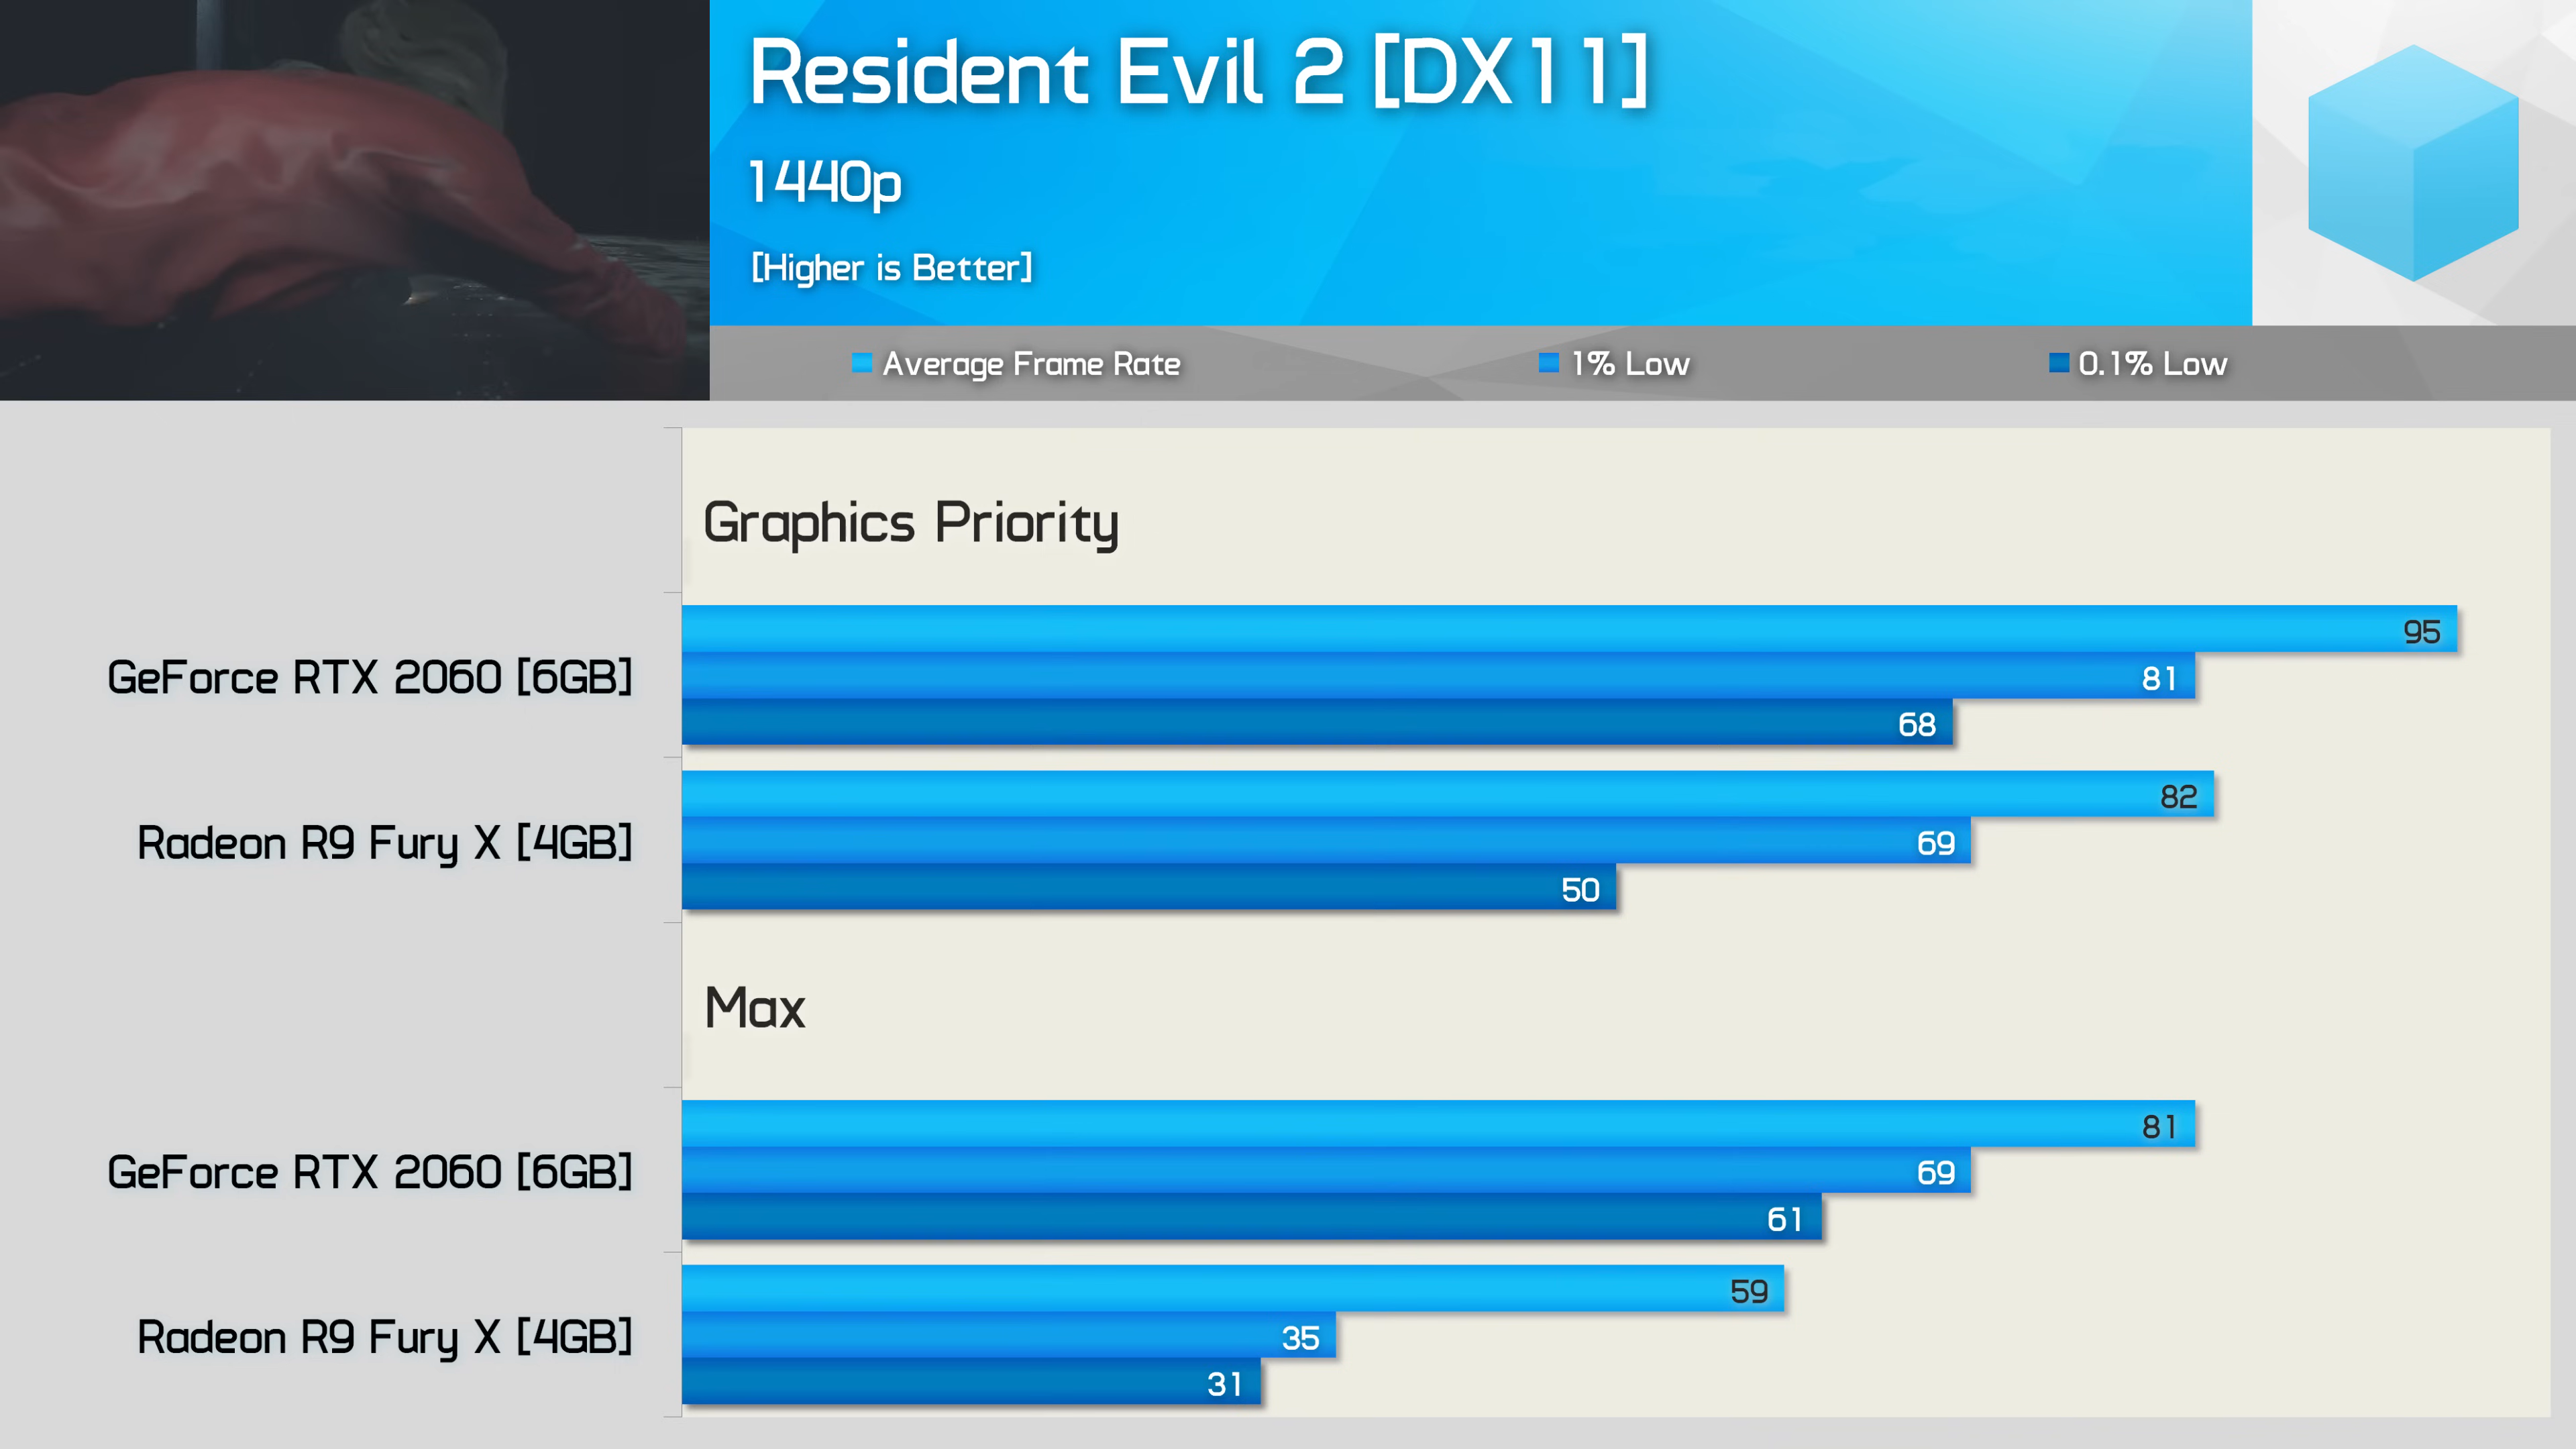 Resident Evil 2 [DX11]
1440p
[Higher is Better]
Average Frame Rate 1% Low 0.1% Low
Graphics Priority
GeForce RTX 2060 [6GB]
95
81
68
Radeon R9 Fury X [4GB]
82
69
50
Max
GeForce RTX 2060 [6GB]
81
69
61
Radeon R9 Fury X [4GB]
59
35
31